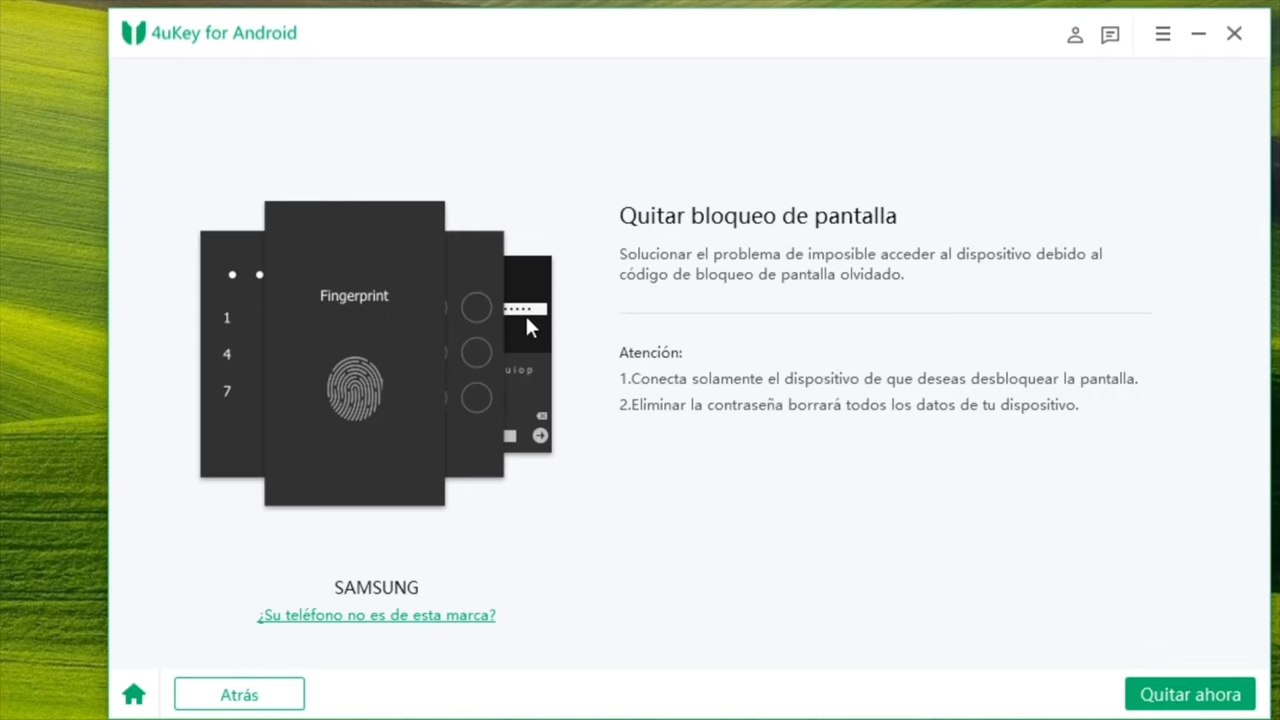 4uKey for Android
Fingerprint
1
4
7
uiop
Quitar bloqueo de pantalla
Solucionar el problema de imposible acceder al dispositivo debido al
código de bloqueo de pantalla olvidado.
Atención:
1.Conecta solamente el dispositivo de que deseas desbloquear la pantalla.
2.Eliminar la contraseña borrará todos los datos de tu dispositivo.
SAMSUNG
¿Su teléfono no es de esta marca?
Atrás
Quitar ahora